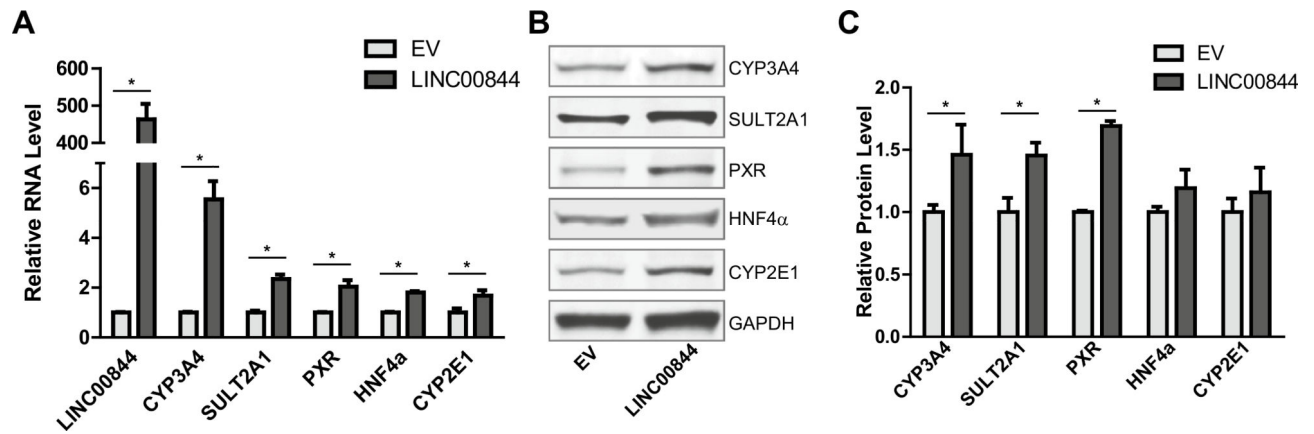 A
EV
LINC00844
Relative RNA Level
600
500
400
6
4
2
0
*
*
*
*
*
*
LINC00844
CYP3A4
SULT2A1
PXR
HNF4a
CYP2E1
B
CYP3A4
SULT2A1
PXR
HNF4α
CYP2E1
GAPDH
EV
LINC00844
C
EV
LINC00844
Relative Protein Level
2.0
1.5
1.0
0.5
0.0
*
*
*
CYP3A4
SULT2A1
PXR
HNF4a
CYP2E1